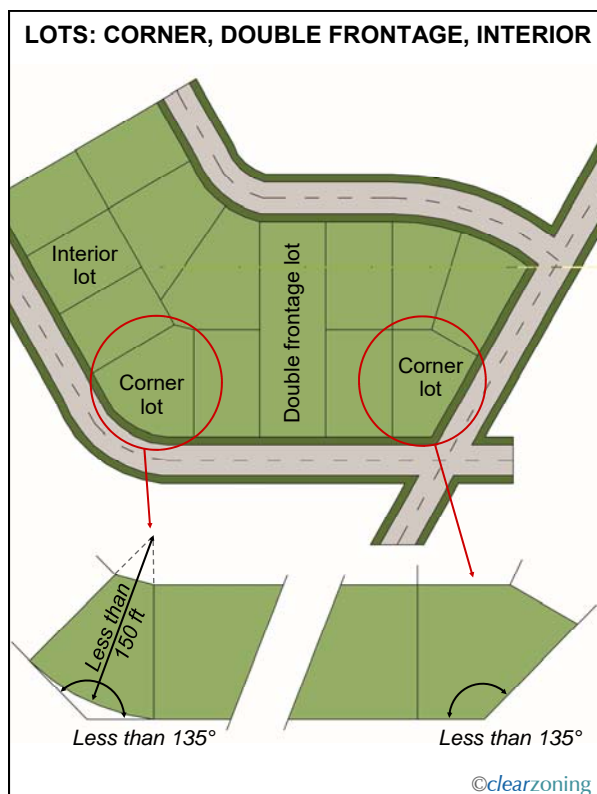 LOTS: CORNER, DOUBLE FRONTAGE, INTERIOR
Interior
lot
Double frontage lot
Corner
lot
Corner
lot
Less than
150 ft
Less than 135°
Less than 135°
©clearzoning